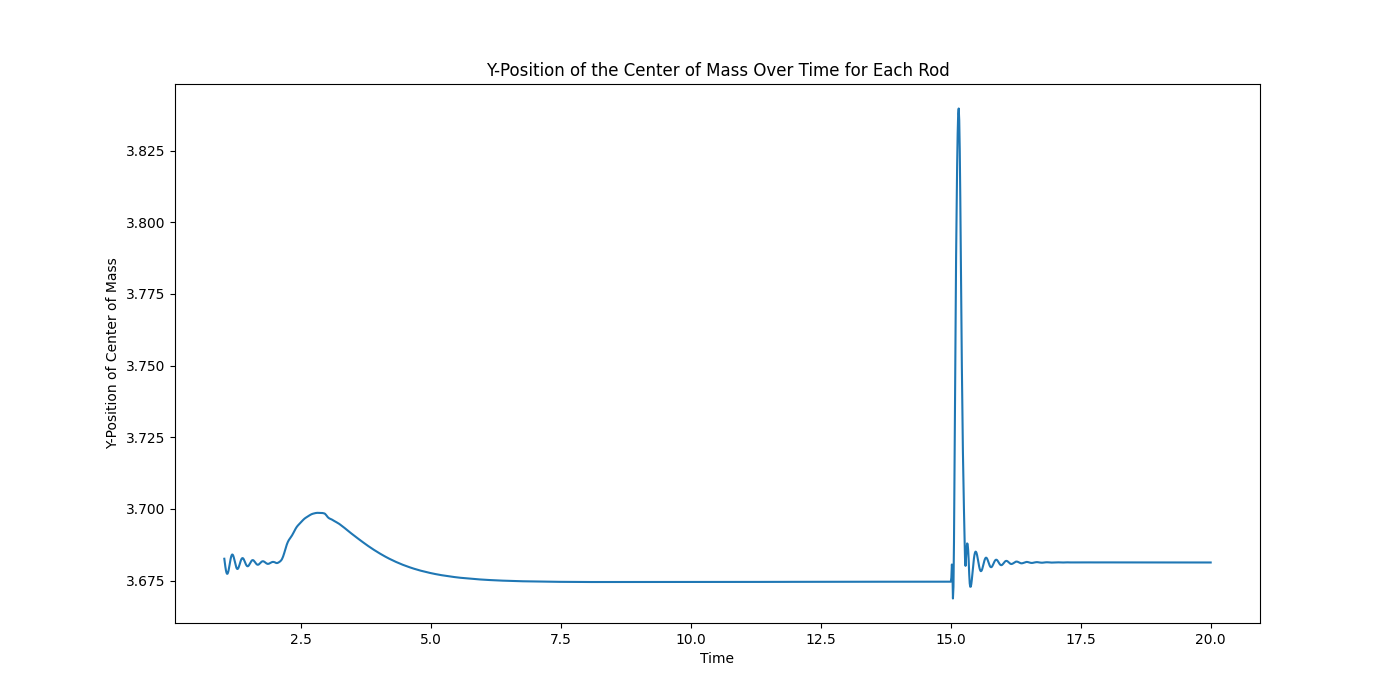 Y-Position of the Center of Mass Over Time for Each Rod
Y-Position of Center of Mass
3.825
3.800
3.775
3.750
3.725
3.700
3.675
2.5 5.0 7.5 10.0 12.5 15.0 17.5 20.0
Time